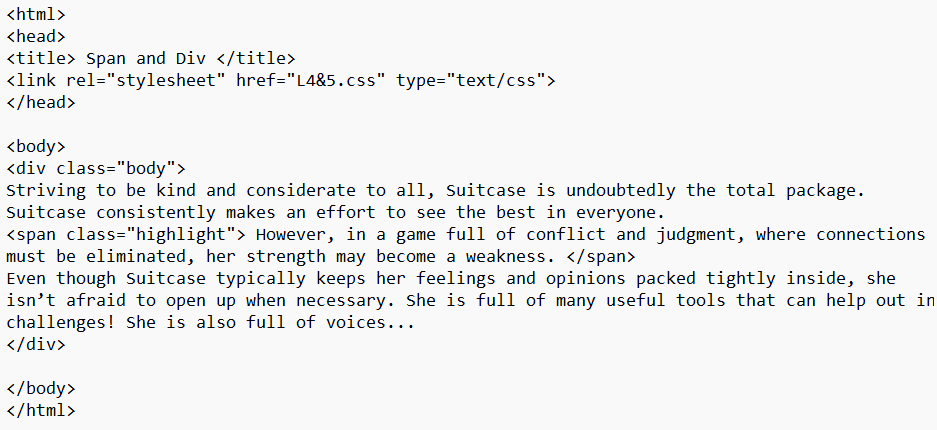 <html>
<head>
<title> Span and Div </title>
<link rel="stylesheet" href="L4&5.css" type="text/css">
</head>
<body>
<div class="body">
Striving to be kind and considerate to all, Suitcase is undoubtedly the total package.
Suitcase consistently makes an effort to see the best in everyone.
<span class="highlight"> However, in a game full of conflict and judgment, where connections
must be eliminated, her strength may become a weakness. </span>
Even though Suitcase typically keeps her feelings and opinions packed tightly inside, she
isn’t afraid to open up when necessary. She is full of many useful tools that can help out in
challenges! She is also full of voices...
</div>
</body>
</html>